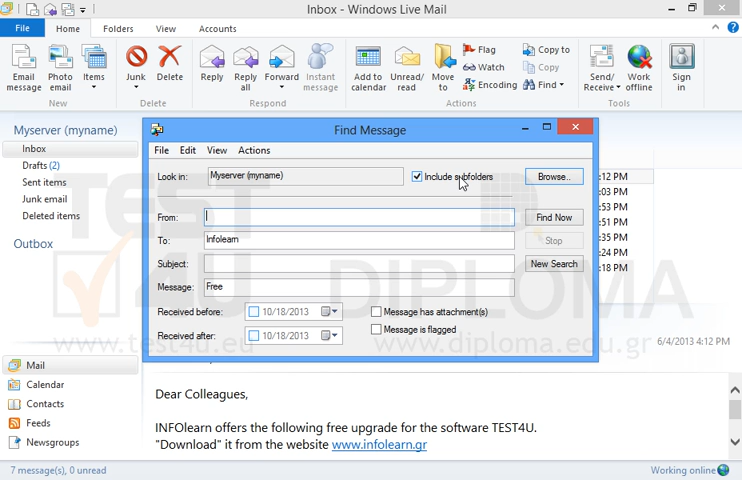 Inbox - Windows Live Mail
File Home Folders View Accounts
Email message Photo email Items Junk Delete Reply Reply all Forward Instant message Add to calendar Unread/read Move to Flag Watch Encoding Copy to Copy Find Send/Receive Work offline Sign in
New Delete Respond Actions Tools
Myserver (myname)
Inbox
Drafts (2)
Sent items
Junk email
Deleted items
Outbox
Mail
Calendar
Contacts
Feeds
Newsgroups
Find Message
File Edit View Actions
Look in: Myserver (myname) Include subfolders Browse..
From: Find Now
To: Infolearn Stop
Subject: New Search
Message: Free
Received before: 10/18/2013 Message has attachment(s)
Received after: 10/18/2013 Message is flagged
:12 PM
:03 PM
:53 PM
:51 PM
:35 PM
:24 PM
:18 PM
6/4/2013 4:12 PM
TEST4U DIPLOMA
www.test4u.eu www.diploma.edu.gr
Dear Colleagues,
INFOlearn offers the following free upgrade for the software TEST4U.
"Download" it from the website www.infolearn.gr
7 message(s), 0 unread Working online